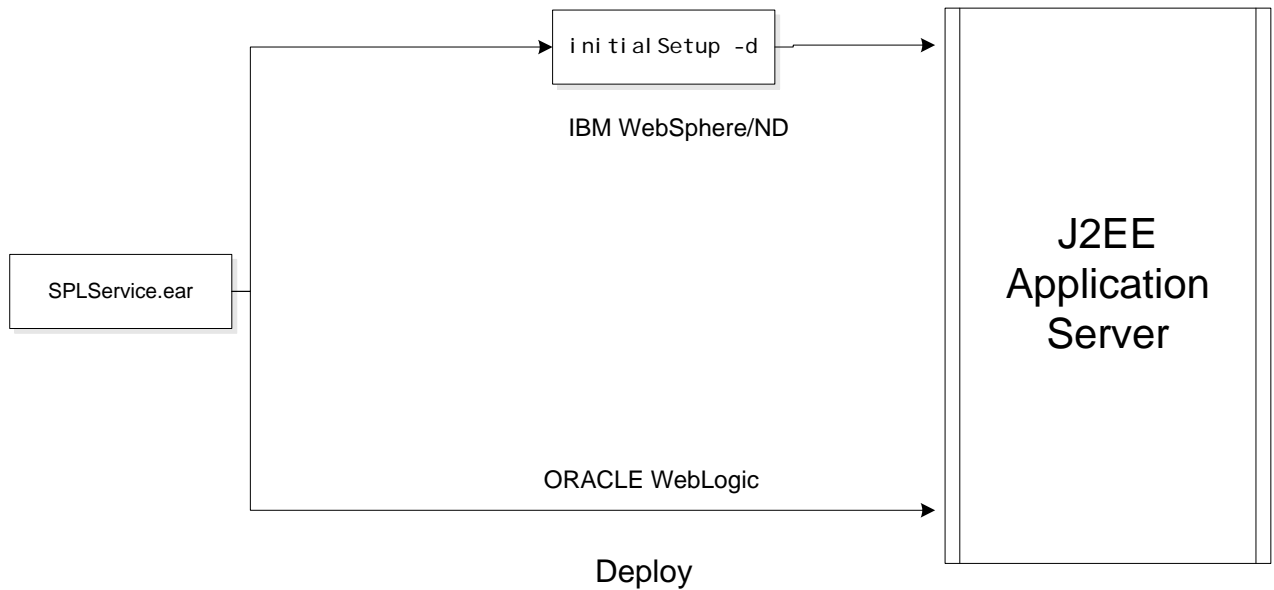 initialSetup -d
IBM WebSphere/ND
J2EE
Application
Server
SPLService.ear
ORACLE WebLogic
Deploy